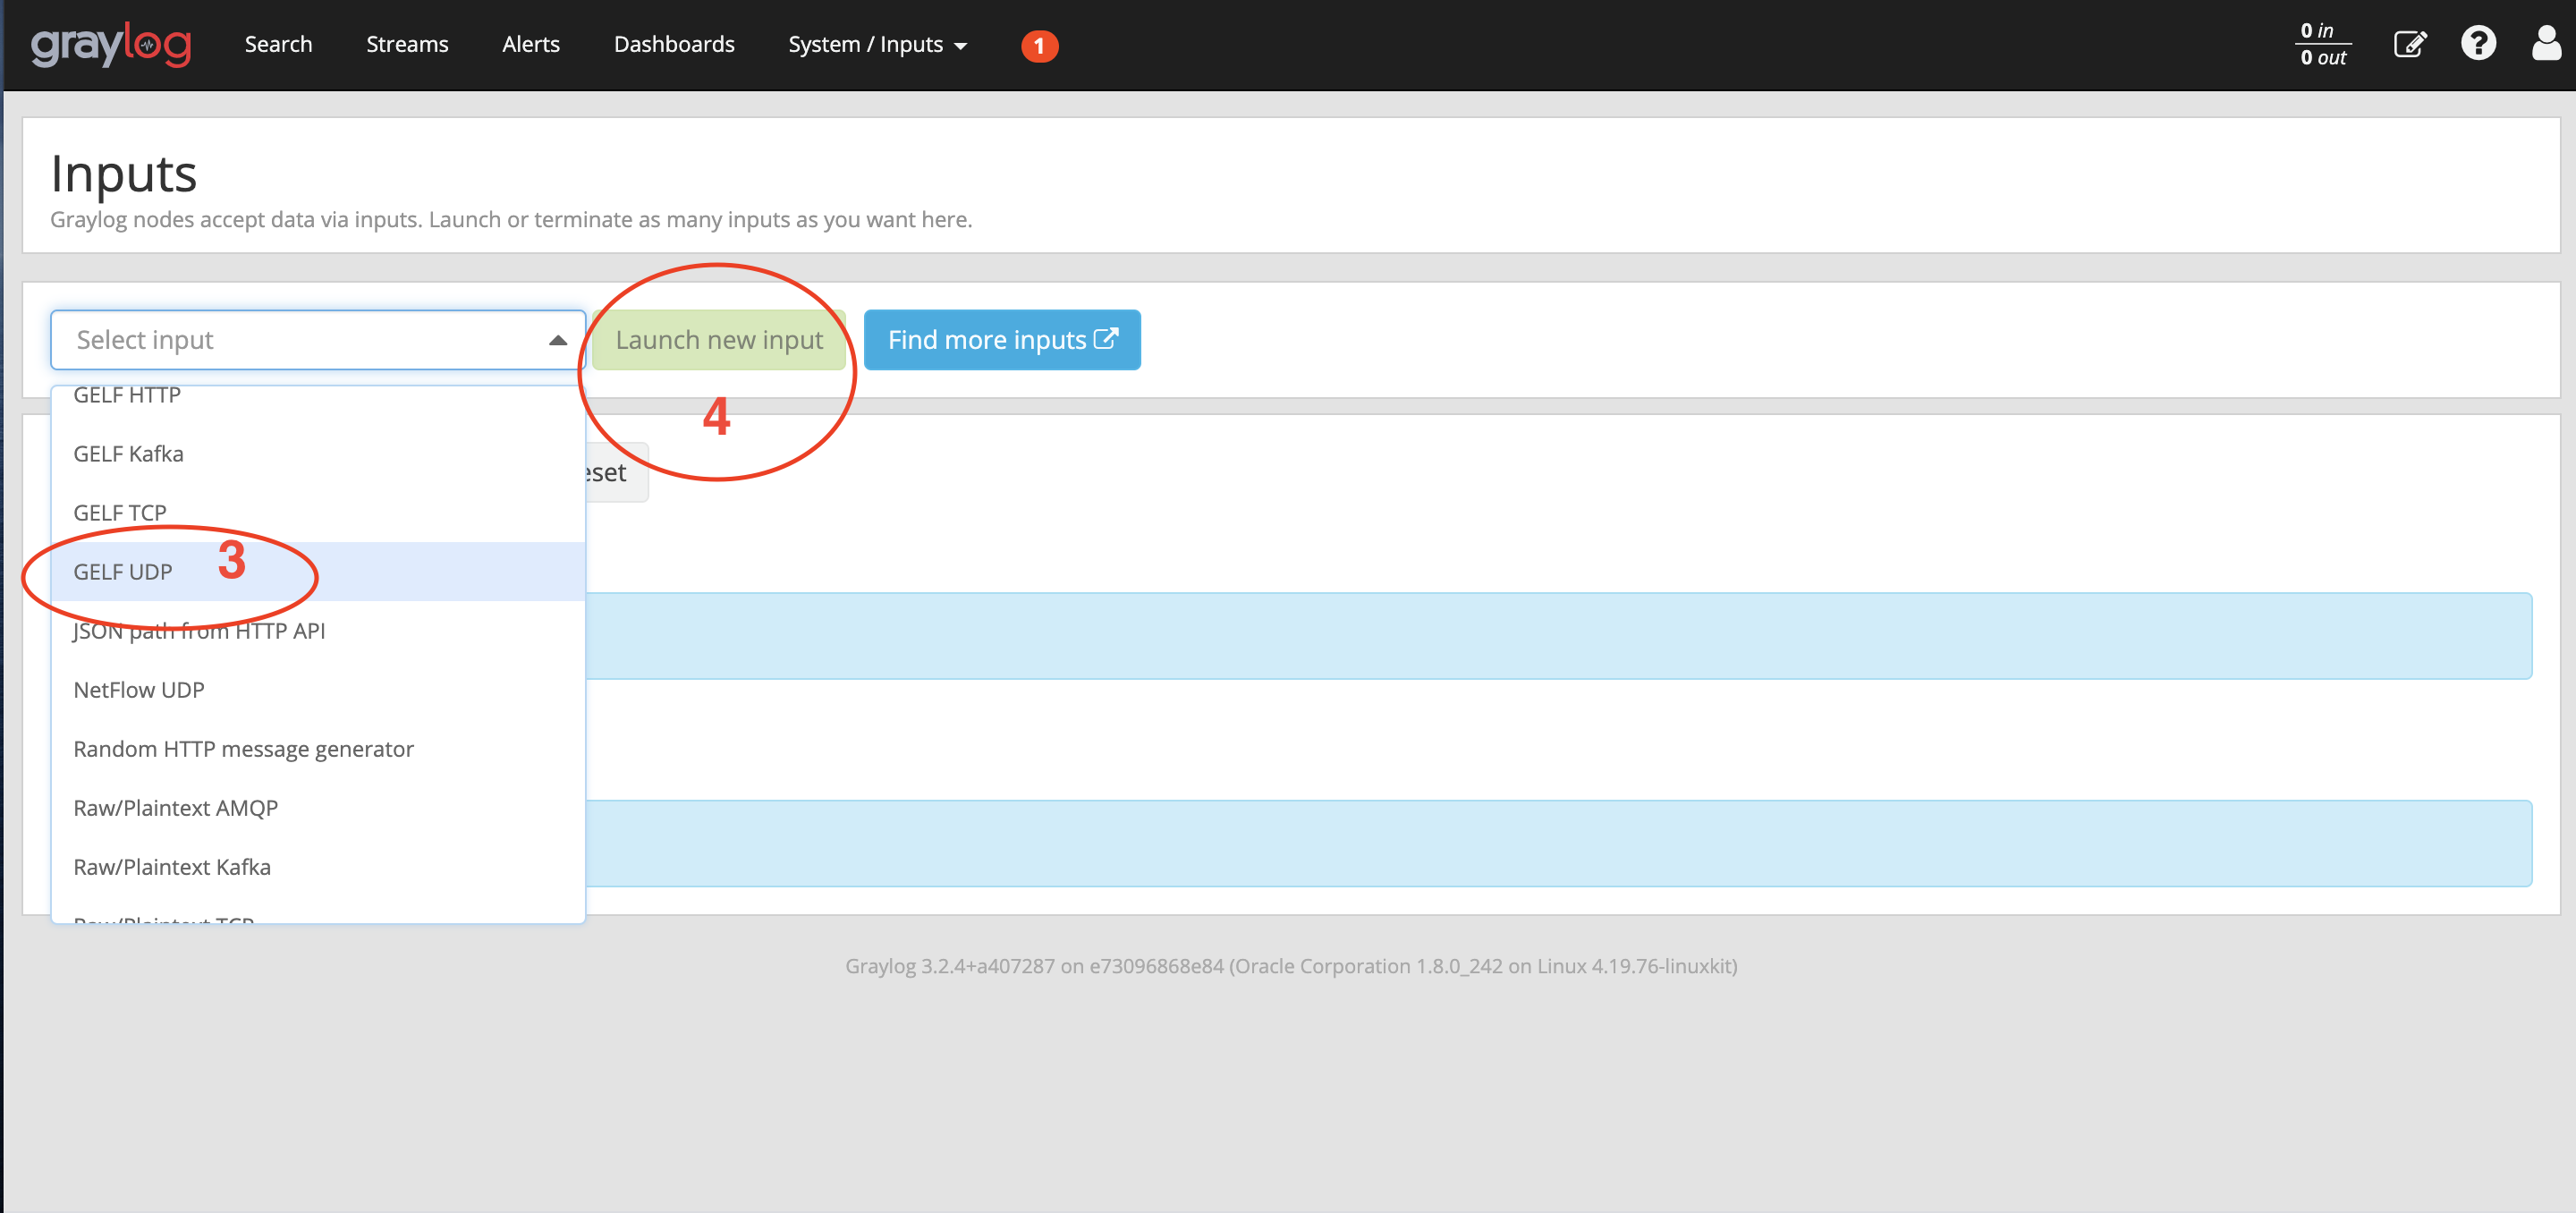 graylog Search Streams Alerts Dashboards System / Inputs 1 0 in
0 out
Inputs
Graylog nodes accept data via inputs. Launch or terminate as many inputs as you want here.
Select input Launch new input Find more inputs
GELF HTTP
4
GELF Kafka
eset
GELF TCP
GELF UDP 3
JSON path from HTTP API
NetFlow UDP
Random HTTP message generator
Raw/Plaintext AMQP
Raw/Plaintext Kafka
Raw/Plaintext TCP
Graylog 3.2.4+a407287 on e73096868e84 (Oracle Corporation 1.8.0_242 on Linux 4.19.76-linuxkit)